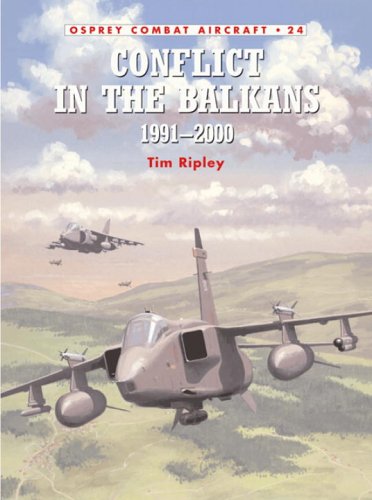 OSPREY COMBAT AIRCRAFT • 24
CONFLICT
IN THE BALKANS
1991–2000
Tim Ripley